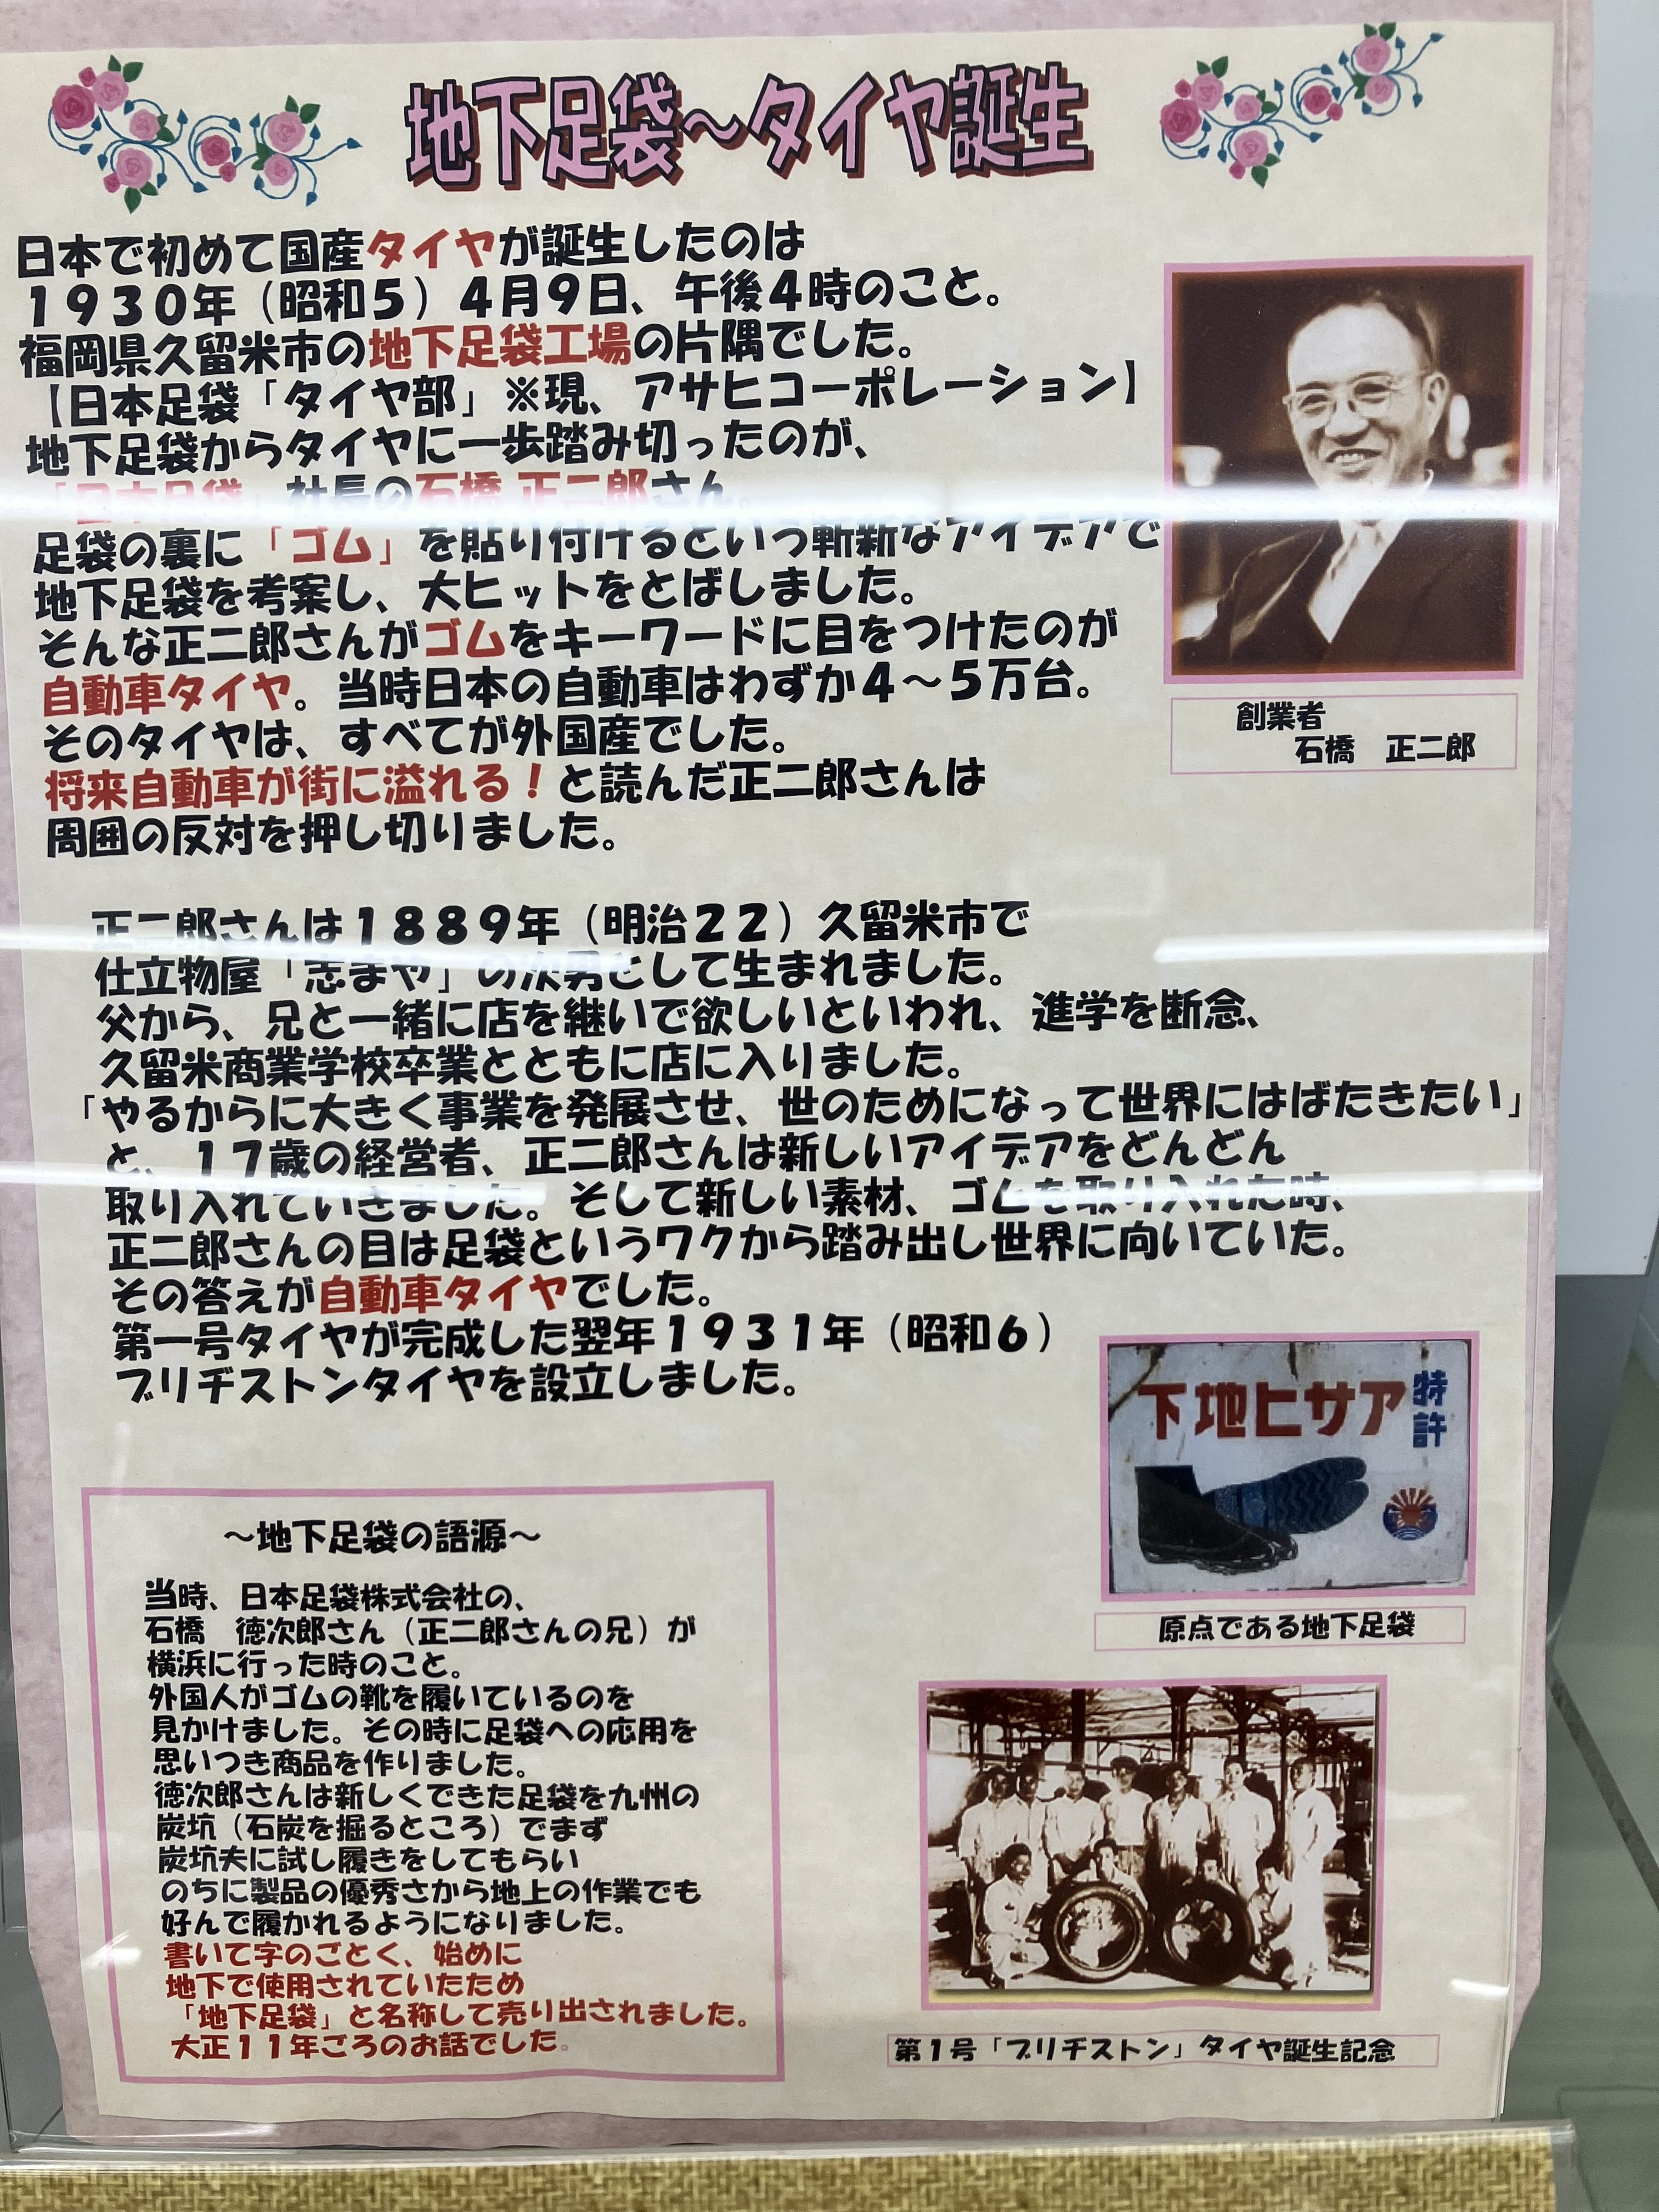 地下足袋～タイヤ誕生
日本で初めて国産タイヤが誕生したのは
１９３０年（昭和５）４月９日、午後４時のこと。
福岡県久留米市の地下足袋工場の片隅でした。
【日本足袋「タイヤ部」※現、アサヒコーポレーション】
地下足袋からタイヤに一歩踏み切ったのが、
「日本足袋」社長の石橋 正二郎さん。
足袋の裏に「ゴム」を貼り付けるという斬新なアイデアで
地下足袋を考案し、大ヒットをとばしました。
そんな正二郎さんがゴムをキーワードに目をつけたのが
自動車タイヤ。当時日本の自動車はわずか４～５万台。
そのタイヤは、すべてが外国産でした。
将来自動車が街に溢れる！と読んだ正二郎さんは
周囲の反対を押し切りました。
創業者
石橋　正二郎
正二郎さんは１８８９年（明治２２）久留米市で
仕立物屋「志まや」の次男として生まれました。
父から、兄と一緒に店を継いで欲しいといわれ、進学を断念、
久留米商業学校卒業とともに店に入りました。
「やるからに大きく事業を発展させ、世のためになって世界にはばたきたい」
と、１７歳の経営者、正二郎さんは新しいアイデアをどんどん
取り入れていきました。そして新しい素材、ゴムを取り入れた時、
正二郎さんの目は足袋というワクから踏み出し世界に向いていた。
その答えが自動車タイヤでした。
第一号タイヤが完成した翌年１９３１年（昭和６）
ブリヂストンタイヤを設立しました。
特許
下地ヒサア
原点である地下足袋
～地下足袋の語源～
当時、日本足袋株式会社の、
石橋　徳次郎さん（正二郎さんの兄）が
横浜に行った時のこと。
外国人がゴムの靴を履いているのを
見かけました。その時に足袋への応用を
思いつき商品を作りました。
徳次郎さんは新しくできた足袋を九州の
炭坑（石炭を掘るところ）でまず
炭坑夫に試し履きをしてもらい
のちに製品の優秀さから地上の作業でも
好んで履かれるようになりました。
書いて字のごとく、始めに
地下で使用されていたため
「地下足袋」と名称して売り出されました。
大正１１年ごろのお話でした。
第１号「ブリヂストン」タイヤ誕生記念